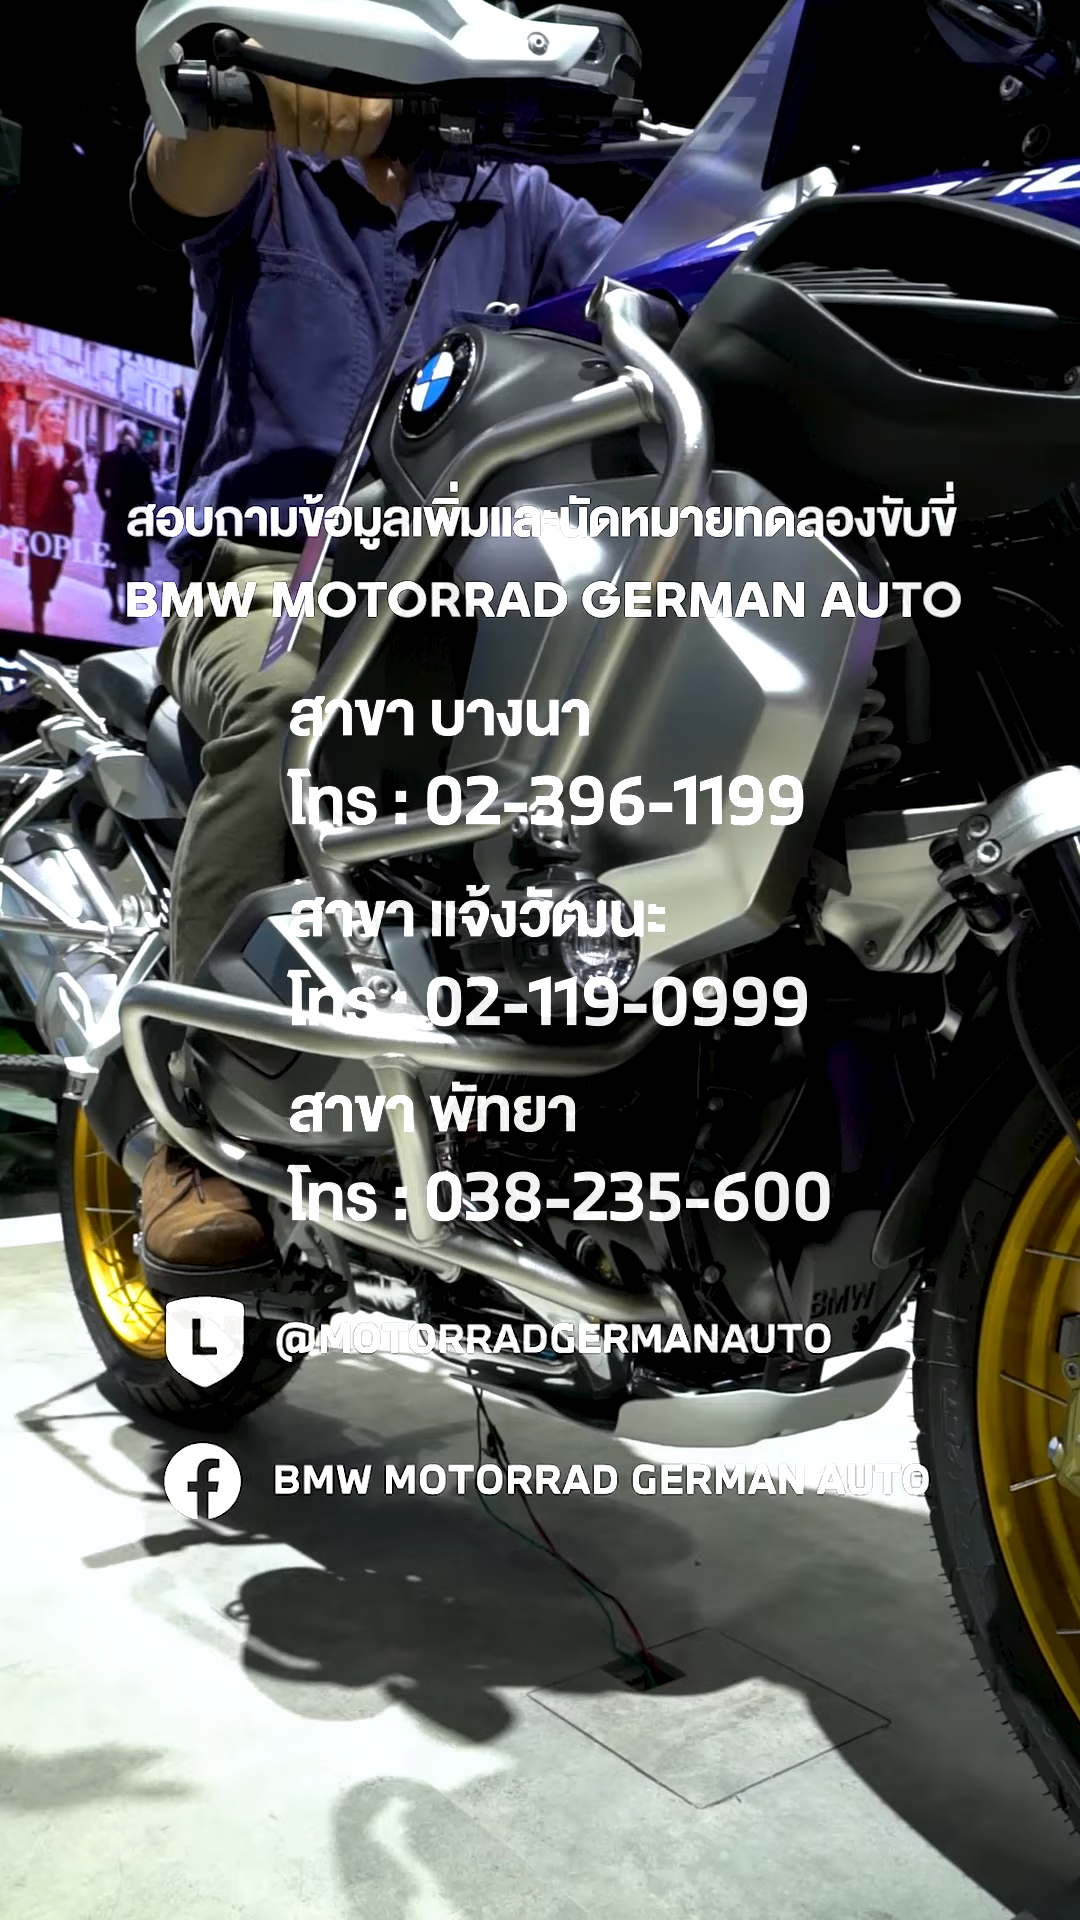 PEOPLE.
สอบถามข้อมูลเพิ่มและนัดหมายทดลองขับขี่
BMW MOTORRAD GERMAN AUTO
สาขา บางนา
โทร : 02-396-1199
สาขา แจ้งวัฒนะ
โทร : 02-119-0999
สาขา พัทยา
โทร : 038-235-600
BMW
L @MOTORRADGERMANAUTO
f BMW MOTORRAD GERMAN AUTO